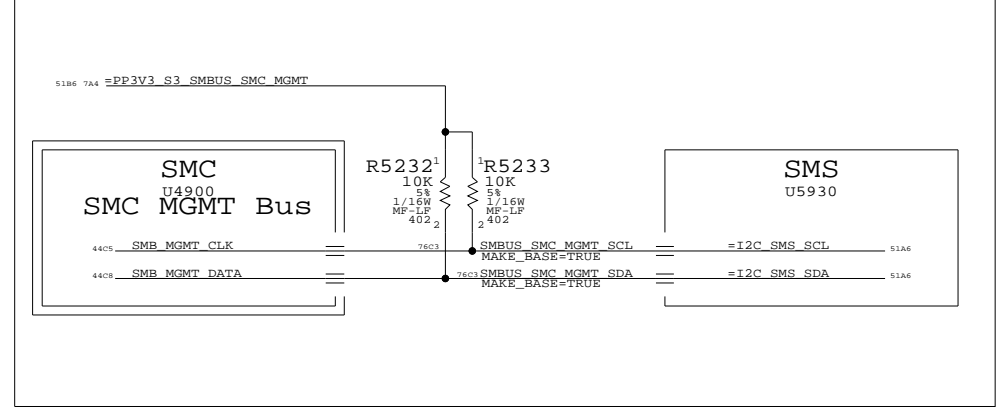 51B6 7A4 =PP3V3_S3_SMBUS_SMC_MGMT
SMC
U4900
SMC MGMT Bus
R5232 1
10K
5%
1/16W
MF-LF
402 2
1 R5233
10K
5%
1/16W
MF-LF
2 402
SMS
U5930
44C5 SMB_MGMT_CLK 76C3 SMBUS_SMC_MGMT_SCL =I2C_SMS_SCL 51A6
MAKE_BASE=TRUE
44C8 SMB_MGMT_DATA 76C3 SMBUS_SMC_MGMT_SDA =I2C_SMS_SDA 51A6
MAKE_BASE=TRUE